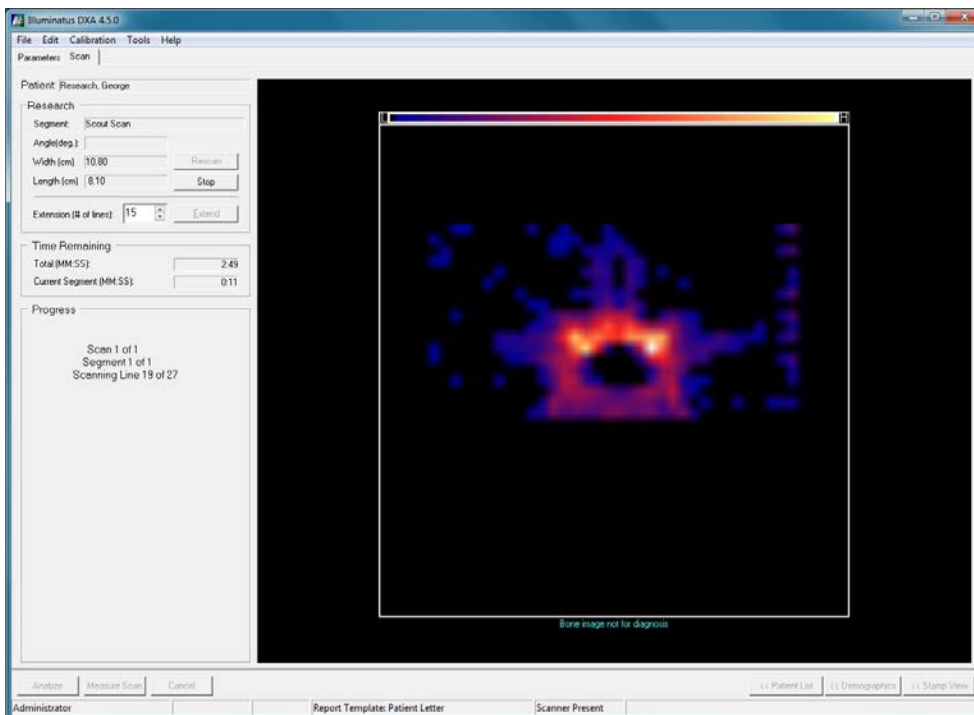 Illuminatus DXA 4.5.0
File Edit Calibration Tools Help
Parameters Scan
Patient: Research, George
Research
Segment: Scout Scan
Angle(deg.):
Width (cm) 10.80 Rescan
Length (cm) 8.10 Stop
Extension (# of lines): 15 Extend
Time Remaining
Total (MM:SS): 2:49
Current Segment (MM:SS): 0:11
Progress
Scan 1 of 1
Segment 1 of 1
Scanning Line 19 of 27
L H
Bone image not for diagnosis
Analyze Measure Scan Cancel << Patient List << Demographics << Stamp View
Administrator Report Template: Patient Letter Scanner Present